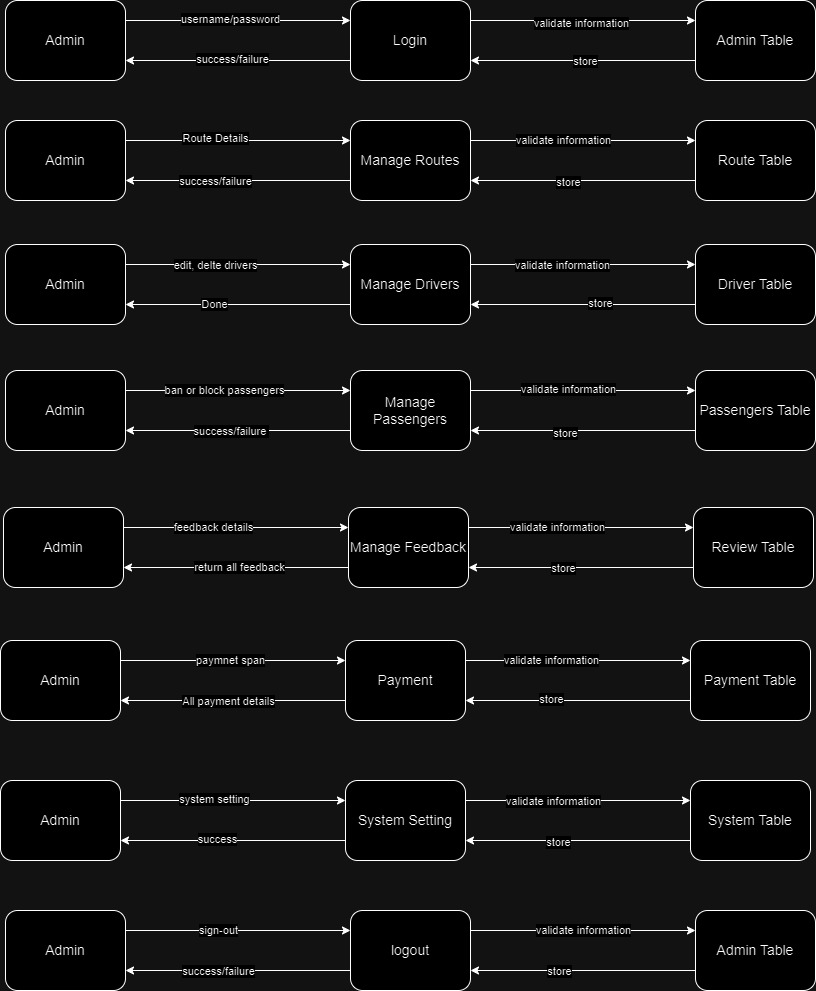 username/password
validate information
Admin
Login
Admin Table
success/failure
store
Route Details
validate information
Admin
Manage Routes
Route Table
success/failure
store
edit, delte drivers
validate information
Admin
Manage Drivers
Driver Table
Done
store
ban or block passengers
validate information
Admin
Manage
Passengers
Passengers Table
success/failure
store
feedback details
validate information
Admin
Manage Feedback
Review Table
return all feedback
store
paymnet span
validate information
Admin
Payment
Payment Table
All payment details
store
system setting
validate information
Admin
System Setting
System Table
success
store
sign-out
validate information
Admin
logout
Admin Table
success/failure
store